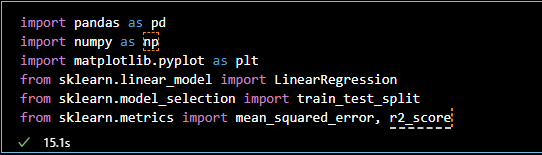 import pandas as pd
import numpy as np
import matplotlib.pyplot as plt
from sklearn.linear_model import LinearRegression
from sklearn.model_selection import train_test_split
from sklearn.metrics import mean_squared_error, r2_score
15.1s